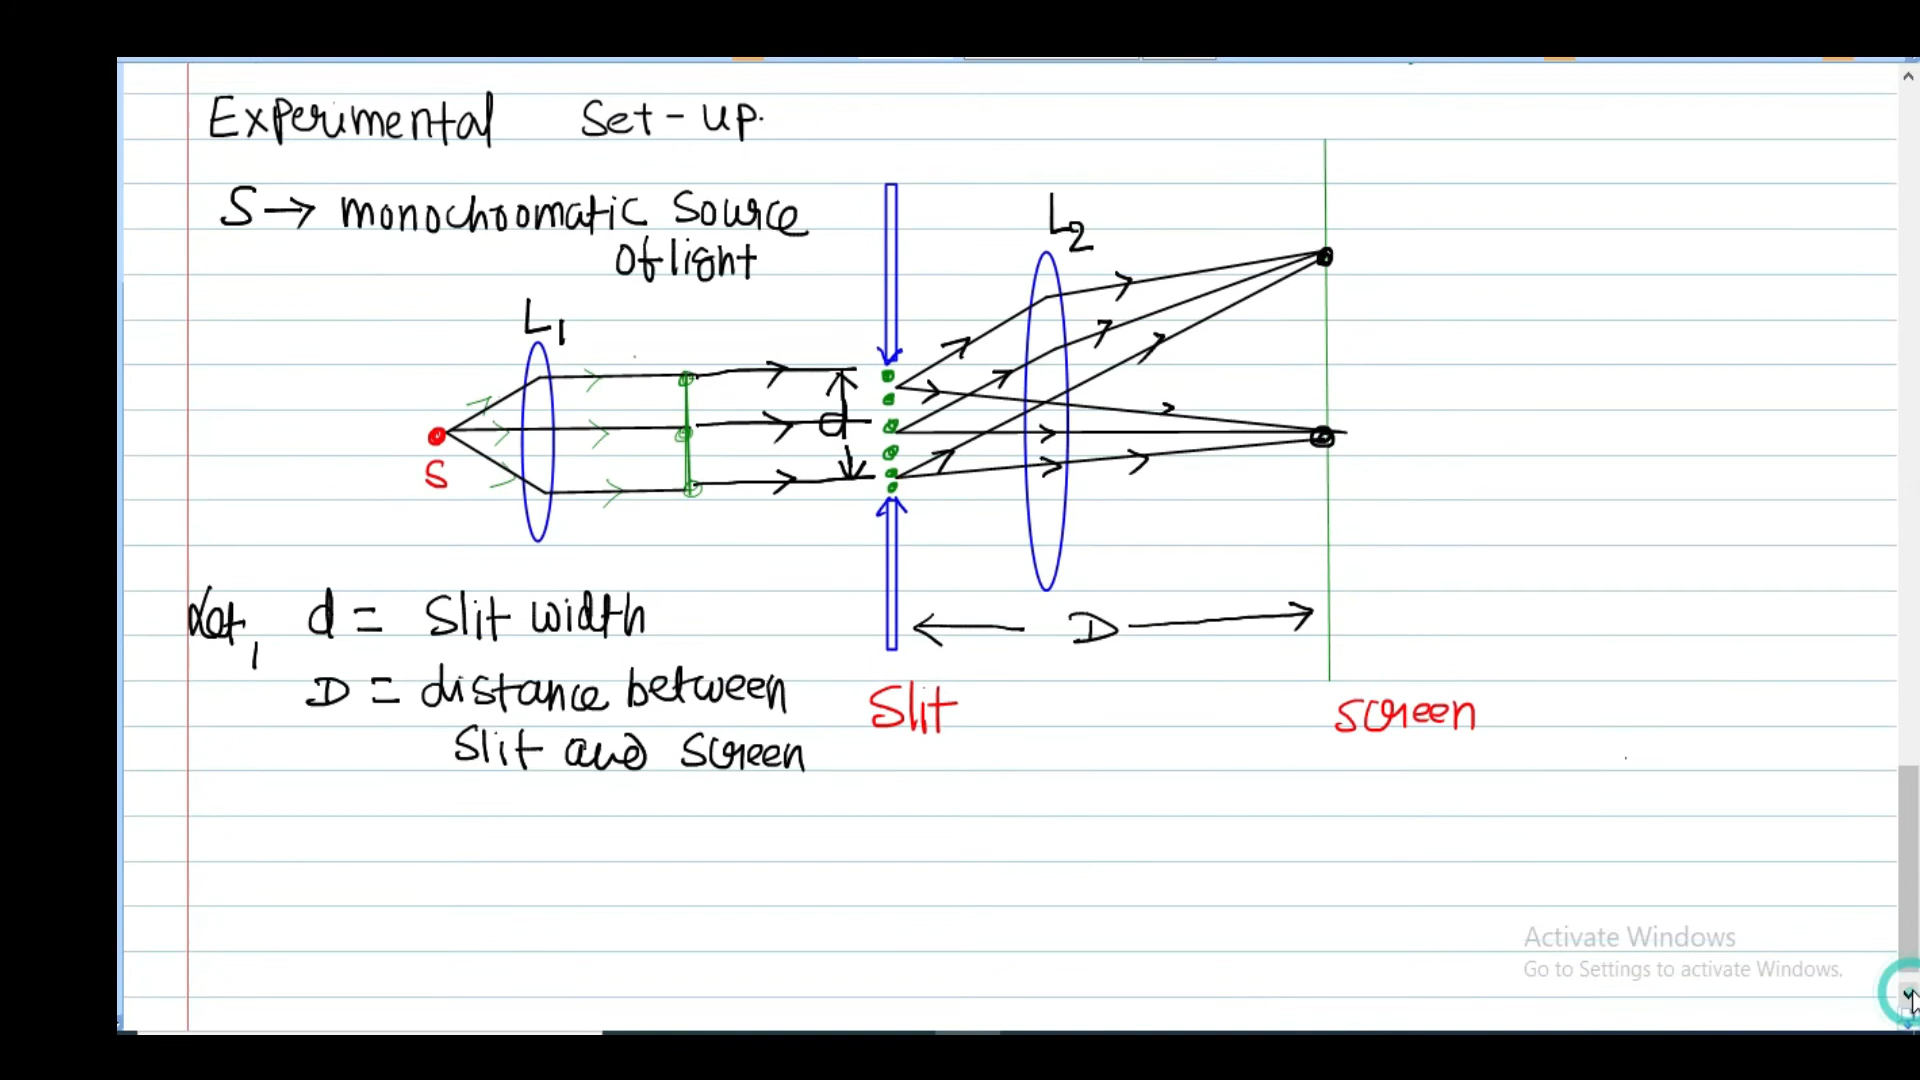 Experimental Set-up.
S → monochromatic source
of light
L1
L2
d
S
Let, d = Slit width
D
D = distance between
Slit and screen
Slit
screen
Activate Windows
Go to Settings to activate Windows.